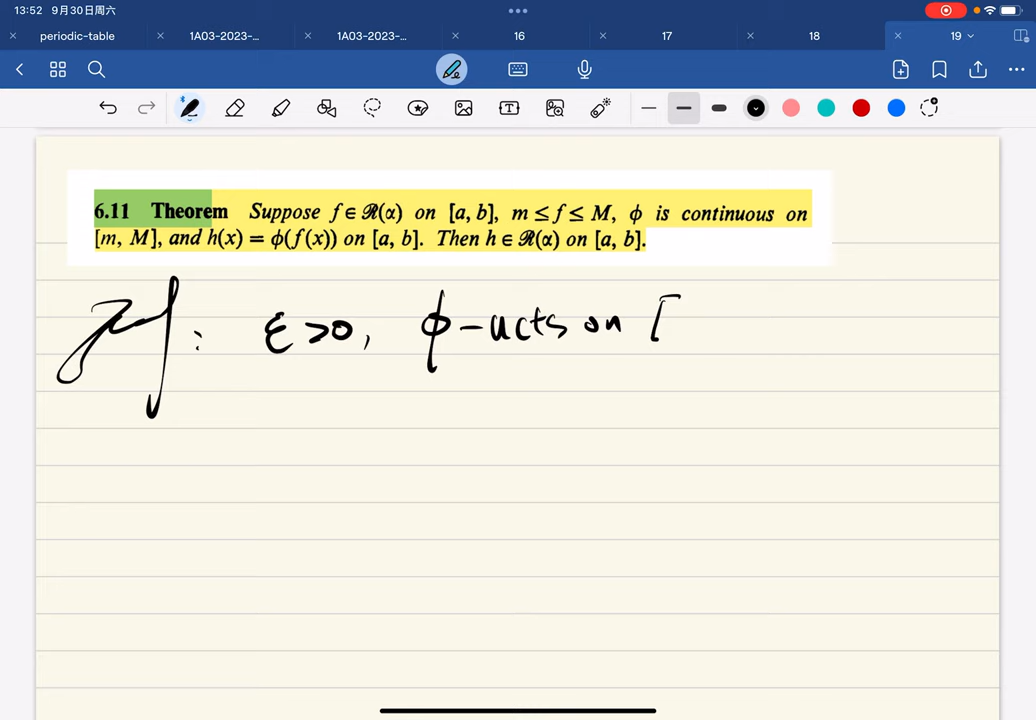 13:52 9月30日周六
periodic-table 1A03-2023-... 1A03-2023-... 16 17 18 19
6.11 Theorem Suppose f ∈ ℛ(α) on [a, b], m ≤ f ≤ M, ϕ is continuous on
[m, M], and h(x) = ϕ(f(x)) on [a, b]. Then h ∈ ℛ(α) on [a, b].
: ε>0, ϕ-ucts on [